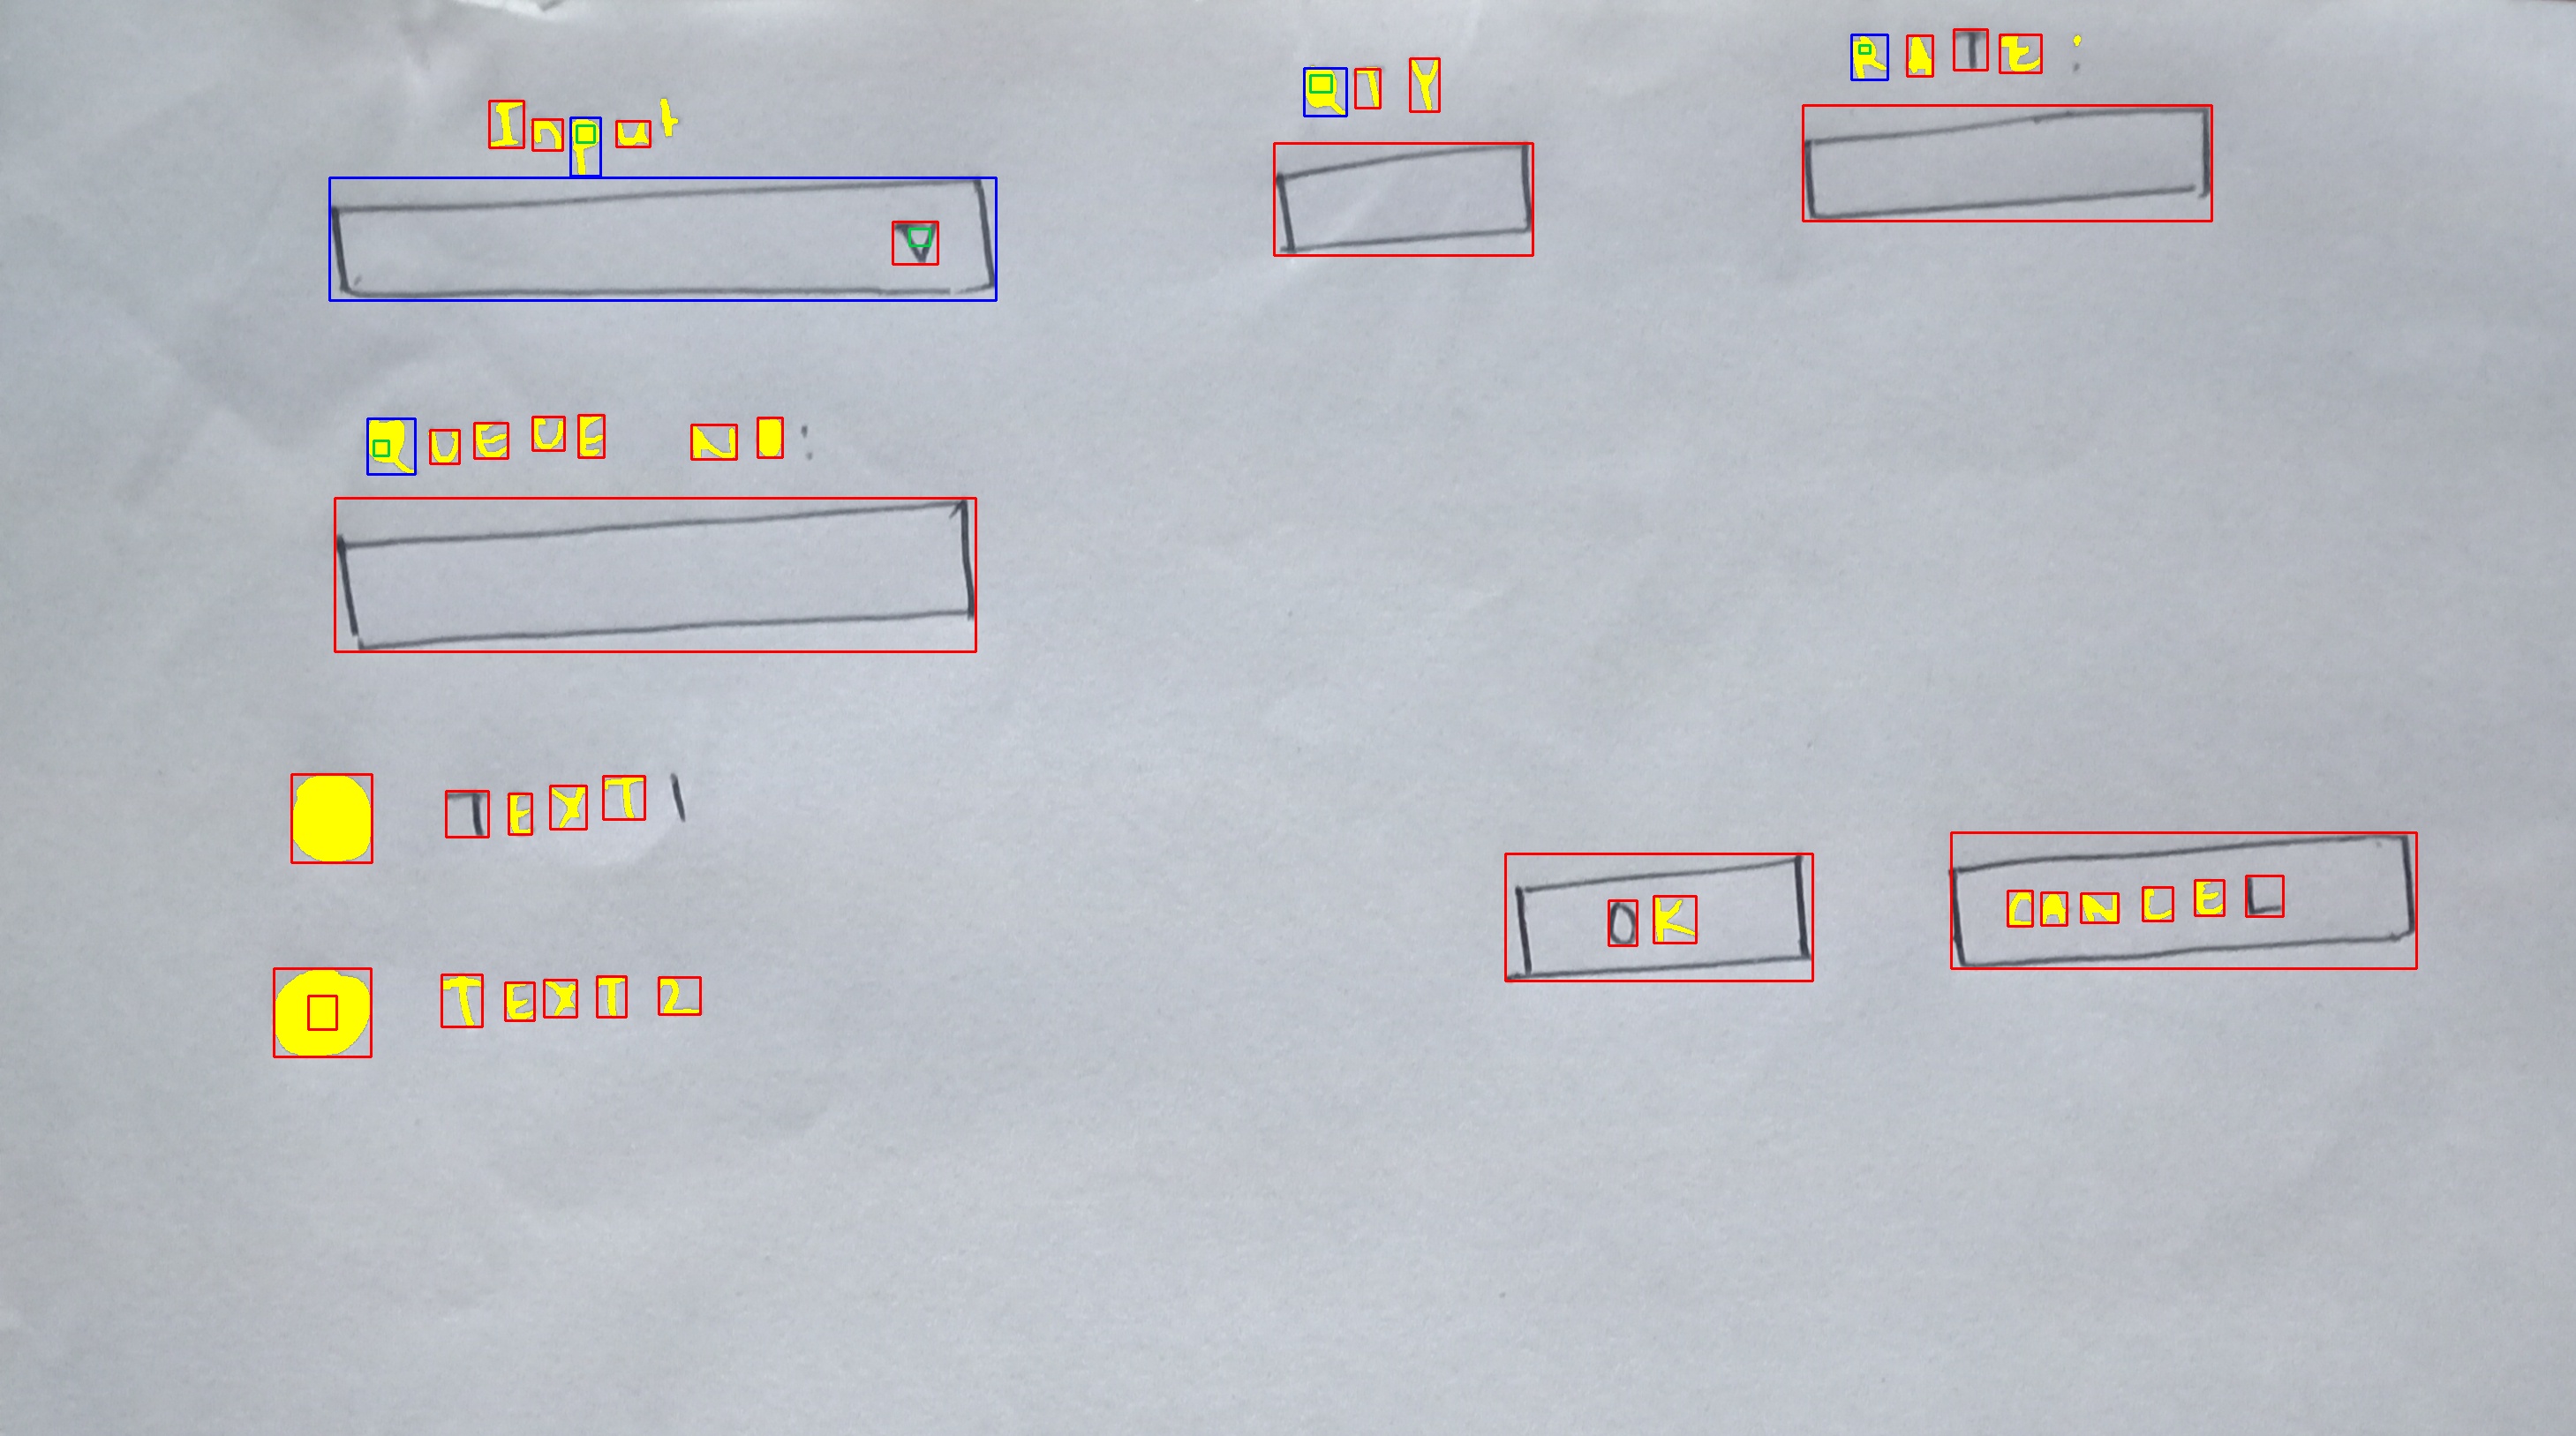 Input
QTY
RATE :
QUEUE NO :
TEXT 1
OK
CANCEL
TEXT 2